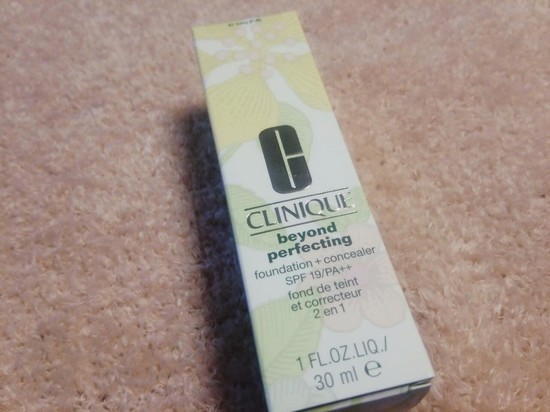 CLINIQUE
beyond
perfecting
foundation + concealer
SPF 19/PA++
fond de teint
et correcteur
2 en 1
1 FL.OZ.LIQ./
30 ml e